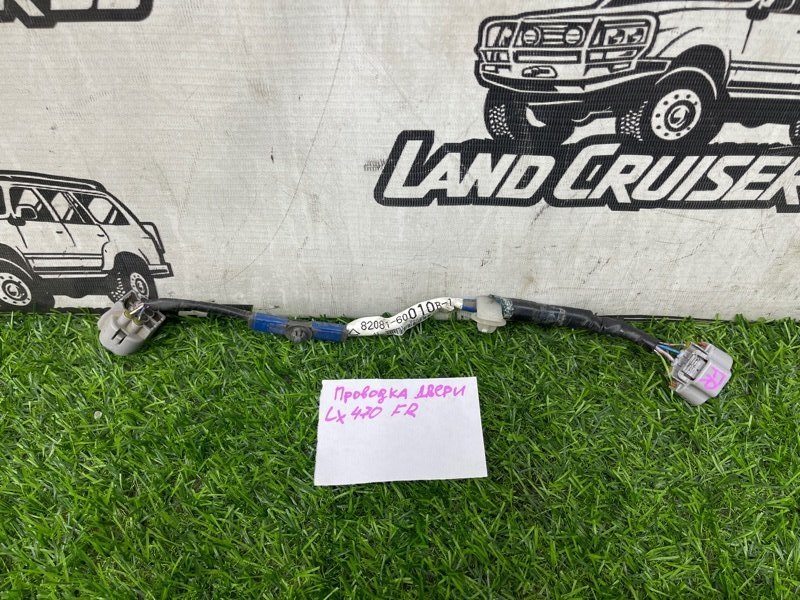 LAND CRUISER
82081-60010B-1
Проводка двери
LX 470 FR
FR